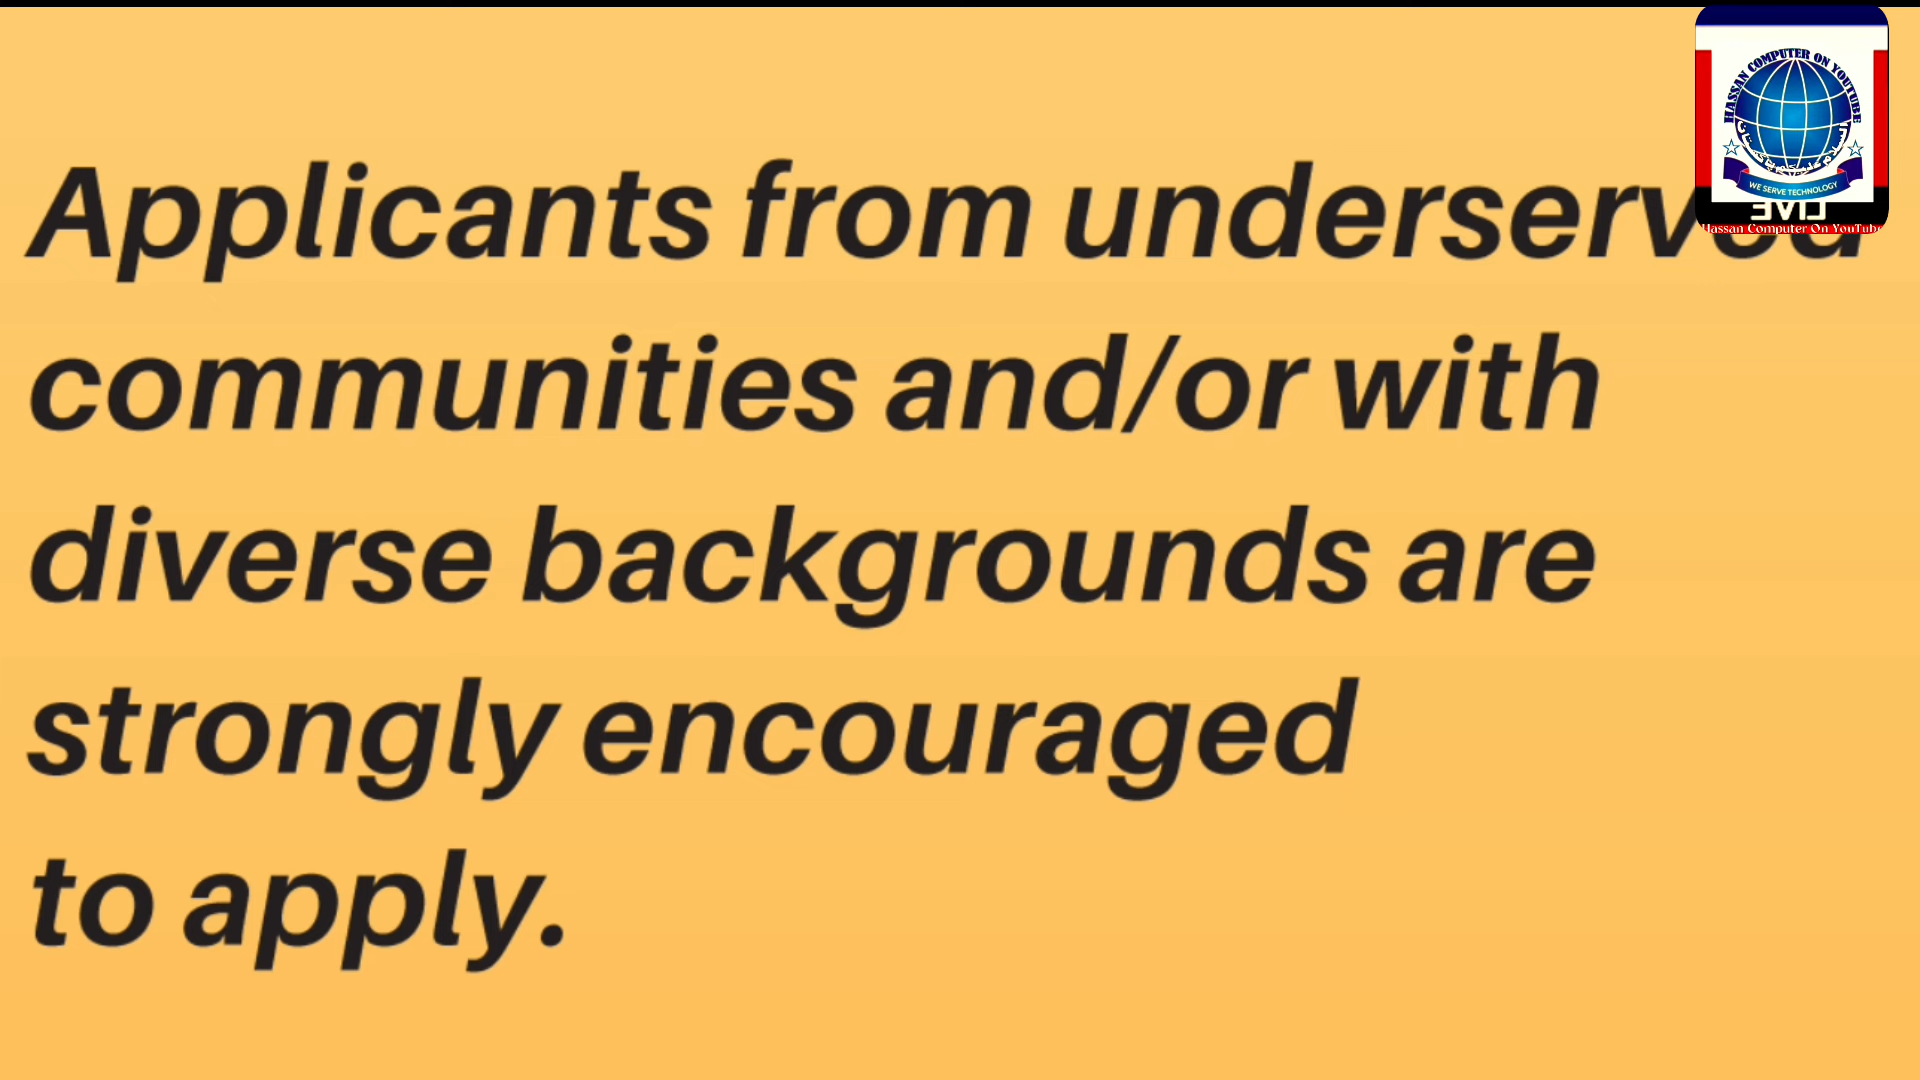 HASSAN COMPUTER ON YOUTUBE
WE SERVE TECHNOLOGY
LIVE
Hassan Computer On YouTube
Applicants from underserved
communities and/or with
diverse backgrounds are
strongly encouraged
to apply.